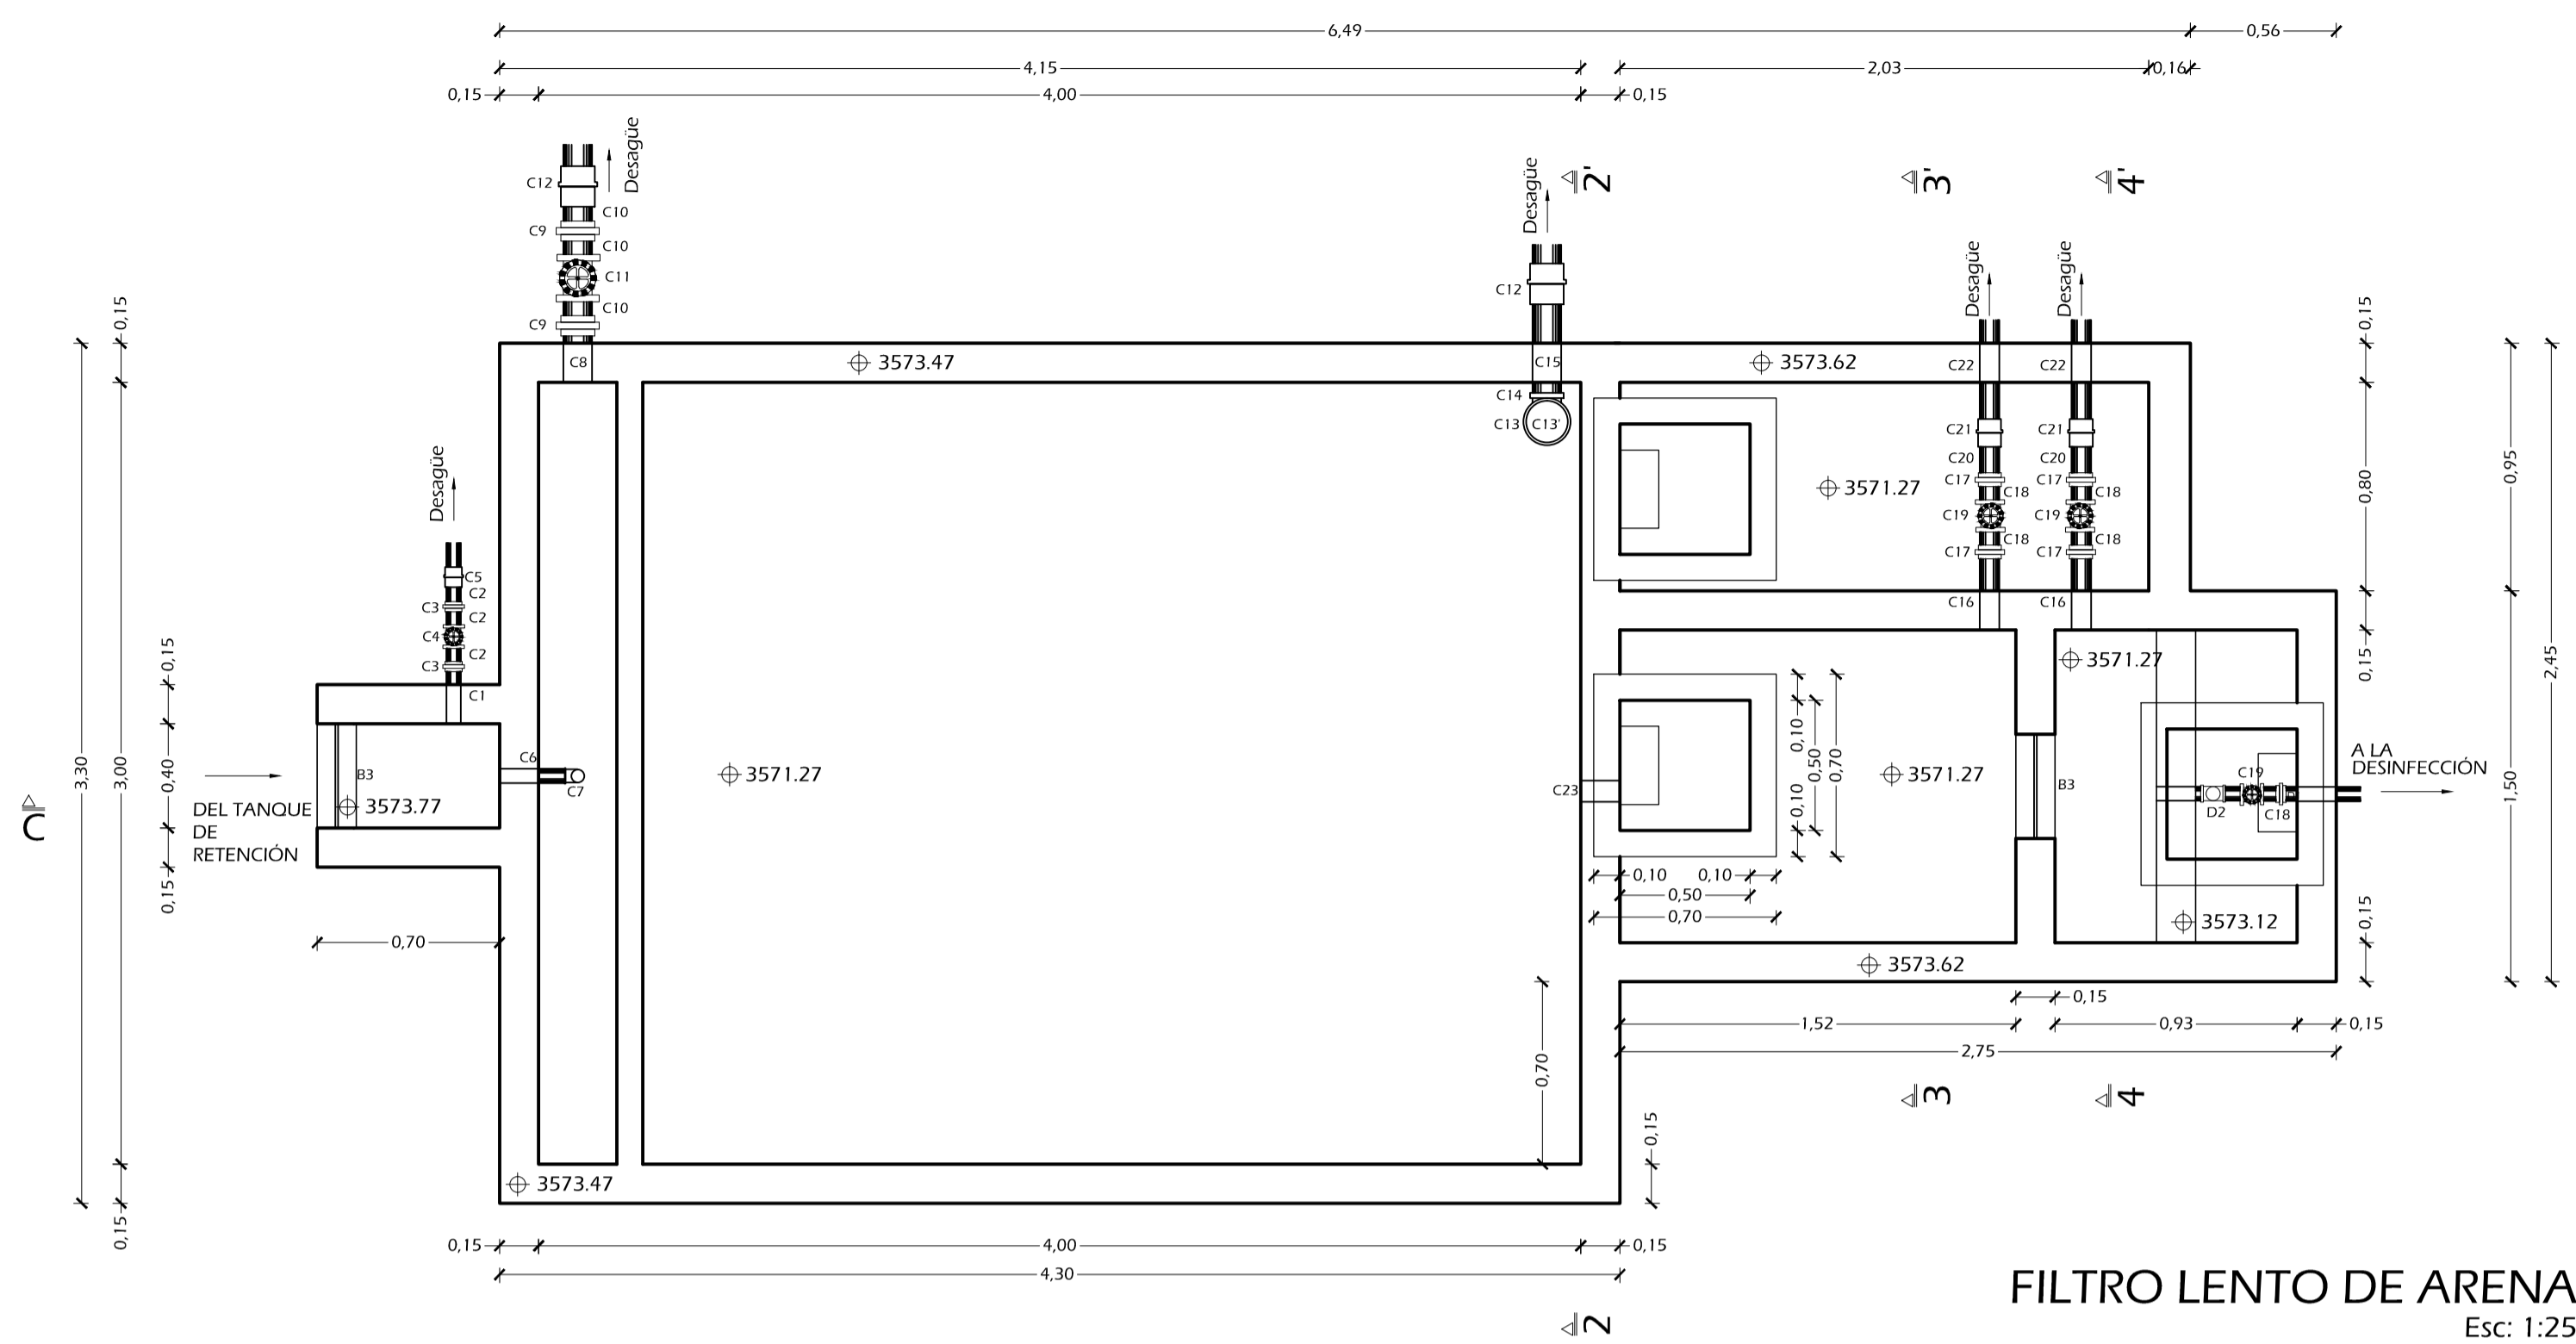 6,49
0,56
4,15
2,03
0,16
0,15
4,00
0,15
Desagüe
C12
C10
C9
C10
C11
C10
C9
C8
Desagüe
2'
3'
4'
C12
C15
C14
C13
C13'
Desagüe
Desagüe
0,15
3573.47
3573.62
C22
C22
C21
C21
C20
C20
C17
C17
C18
C18
C19
C19
C18
C18
C17
C17
C16
C16
3571.27
0,15
0,80
0,95
0,15
2,45
1,50
0,15
Desagüe
C5
C2
C3
C2
C4
C2
C3
C1
0,15
0,40
0,15
3,30
3,00
0,15
C
B3
3573.77
DEL TANQUE
DE
RETENCIÓN
C6
C7
0,70
3571.27
C23
0,10
0,50
0,70
0,10
0,10
0,10
0,50
0,70
3571.27
3571.27
B3
C19
D2
C18
A LA
DESINFECCIÓN
3573.12
3573.62
0,15
1,52
0,93
0,15
2,75
0,70
0,15
3
4
3573.47
0,15
4,00
0,15
4,30
2
FILTRO LENTO DE ARENA
Esc: 1:25